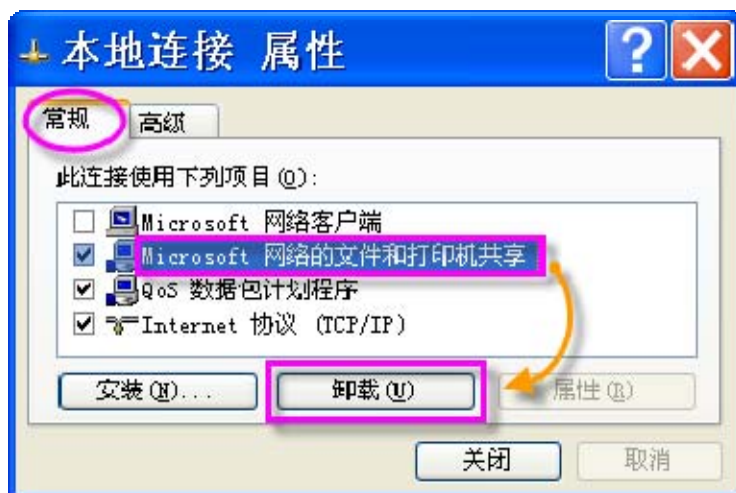 本地连接 属性
常规 高级
此连接使用下列项目(O):
Microsoft 网络客户端
Microsoft 网络的文件和打印机共享
QoS 数据包计划程序
Internet 协议 (TCP/IP)
安装(N)... 卸载(U) 属性(R)
关闭 取消